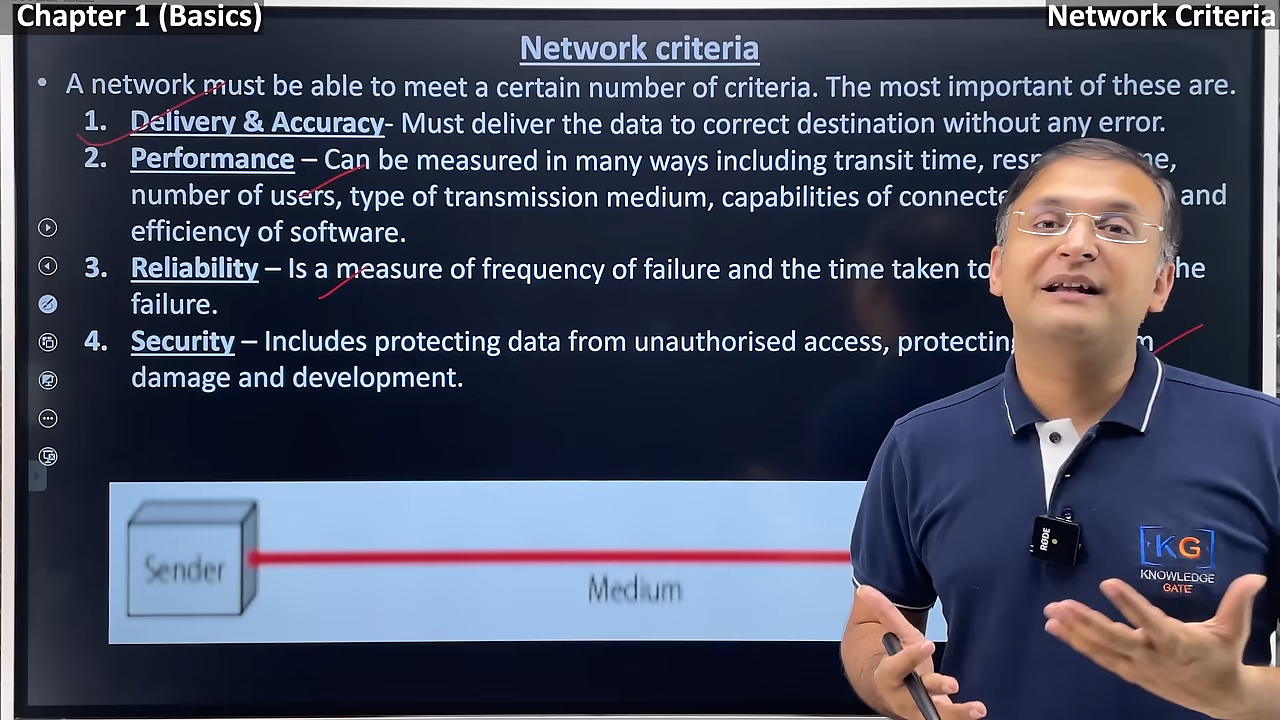 Chapter 1 (Basics)
Network Criteria
Network criteria
• A network must be able to meet a certain number of criteria. The most important of these are.
1. Delivery & Accuracy- Must deliver the data to correct destination without any error.
2. Performance – Can be measured in many ways including transit time,
number of users, type of transmission medium, capabilities of and
efficiency of software.
3. Reliability – Is a measure of frequency of failure and the time taken to
failure.
4. Security – Includes protecting data from unauthorised access, protecting
damage and development.
Sender
Medium
RØDE
KG
KNOWLEDGE
GATE